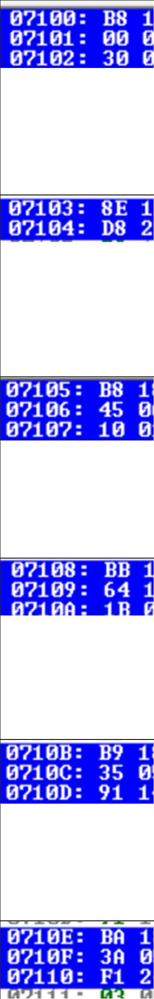 07100: B8 1
07101: 00 0
07102: 30 0
07103: 8E 1
07104: D8 2
07105: B8 1
07106: 45 0
07107: 10 0
07108: BB 1
07109: 64 1
0710A: 1B 0
0710B: B9 1
0710C: 35 0
0710D: 91 1
0710E: BA 1
0710F: 3A 0
07110: F1 2
07111: 03 0